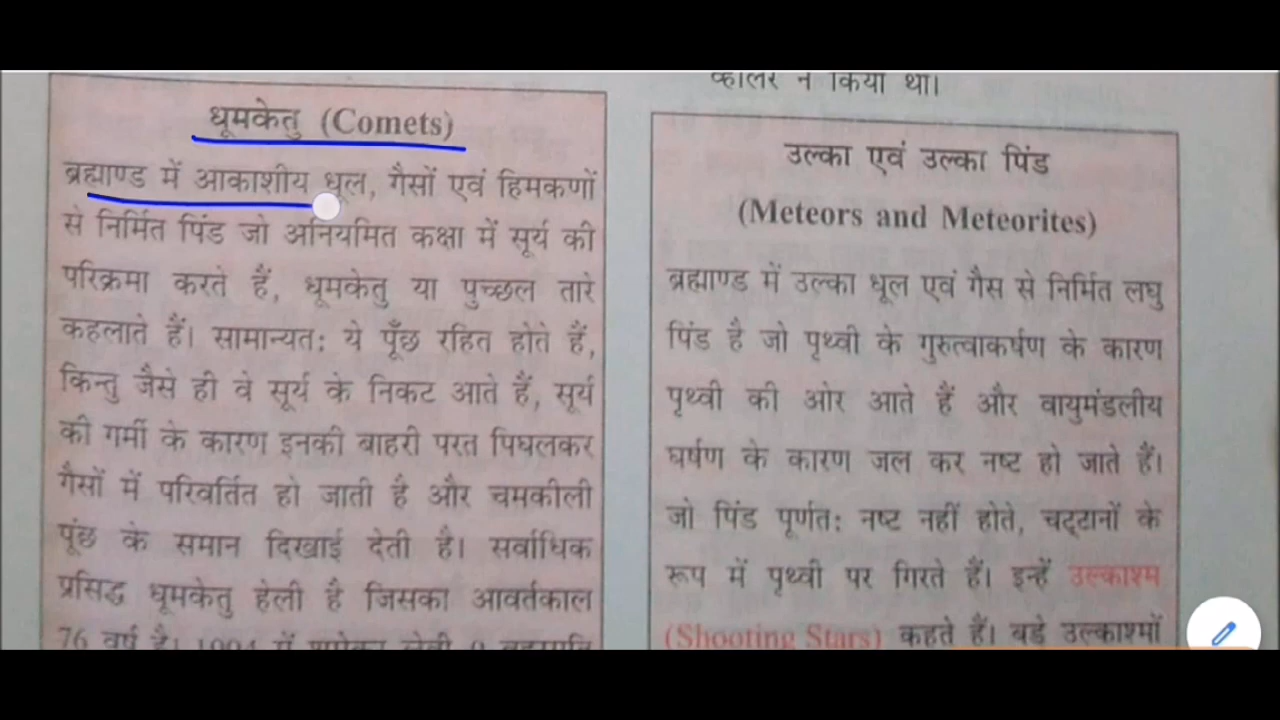 धूमकेतु (Comets)
ब्रह्माण्ड में आकाशीय धूल, गैसों एवं हिमकणों
से निर्मित पिंड जो अनियमित कक्षा में सूर्य की
परिक्रमा करते हैं, धूमकेतु या पुच्छल तारे
कहलाते हैं। सामान्यत: ये पूँछ रहित होते हैं,
किन्तु जैसे ही वे सूर्य के निकट आते हैं, सूर्य
की गर्मी के कारण इनकी बाहरी परत पिघलकर
गैसों में परिवर्तित हो जाती है और चमकीली
पूंछ के समान दिखाई देती है। सर्वाधिक
प्रसिद्ध धूमकेतु हेली है जिसका आवर्तकाल
76 वर्ष है। 1994 में
न किया था।
उल्का एवं उल्का पिंड
(Meteors and Meteorites)
ब्रह्माण्ड में उल्का धूल एवं गैस से निर्मित लघु
पिंड है जो पृथ्वी के गुरुत्वाकर्षण के कारण
पृथ्वी की ओर आते हैं और वायुमंडलीय
घर्षण के कारण जल कर नष्ट हो जाते हैं।
जो पिंड पूर्णत: नष्ट नहीं होते, चट्टानों के
रूप में पृथ्वी पर गिरते हैं। इन्हें उल्काश्म
(Shooting Stars) कहते हैं। बड़े उल्काश्मों